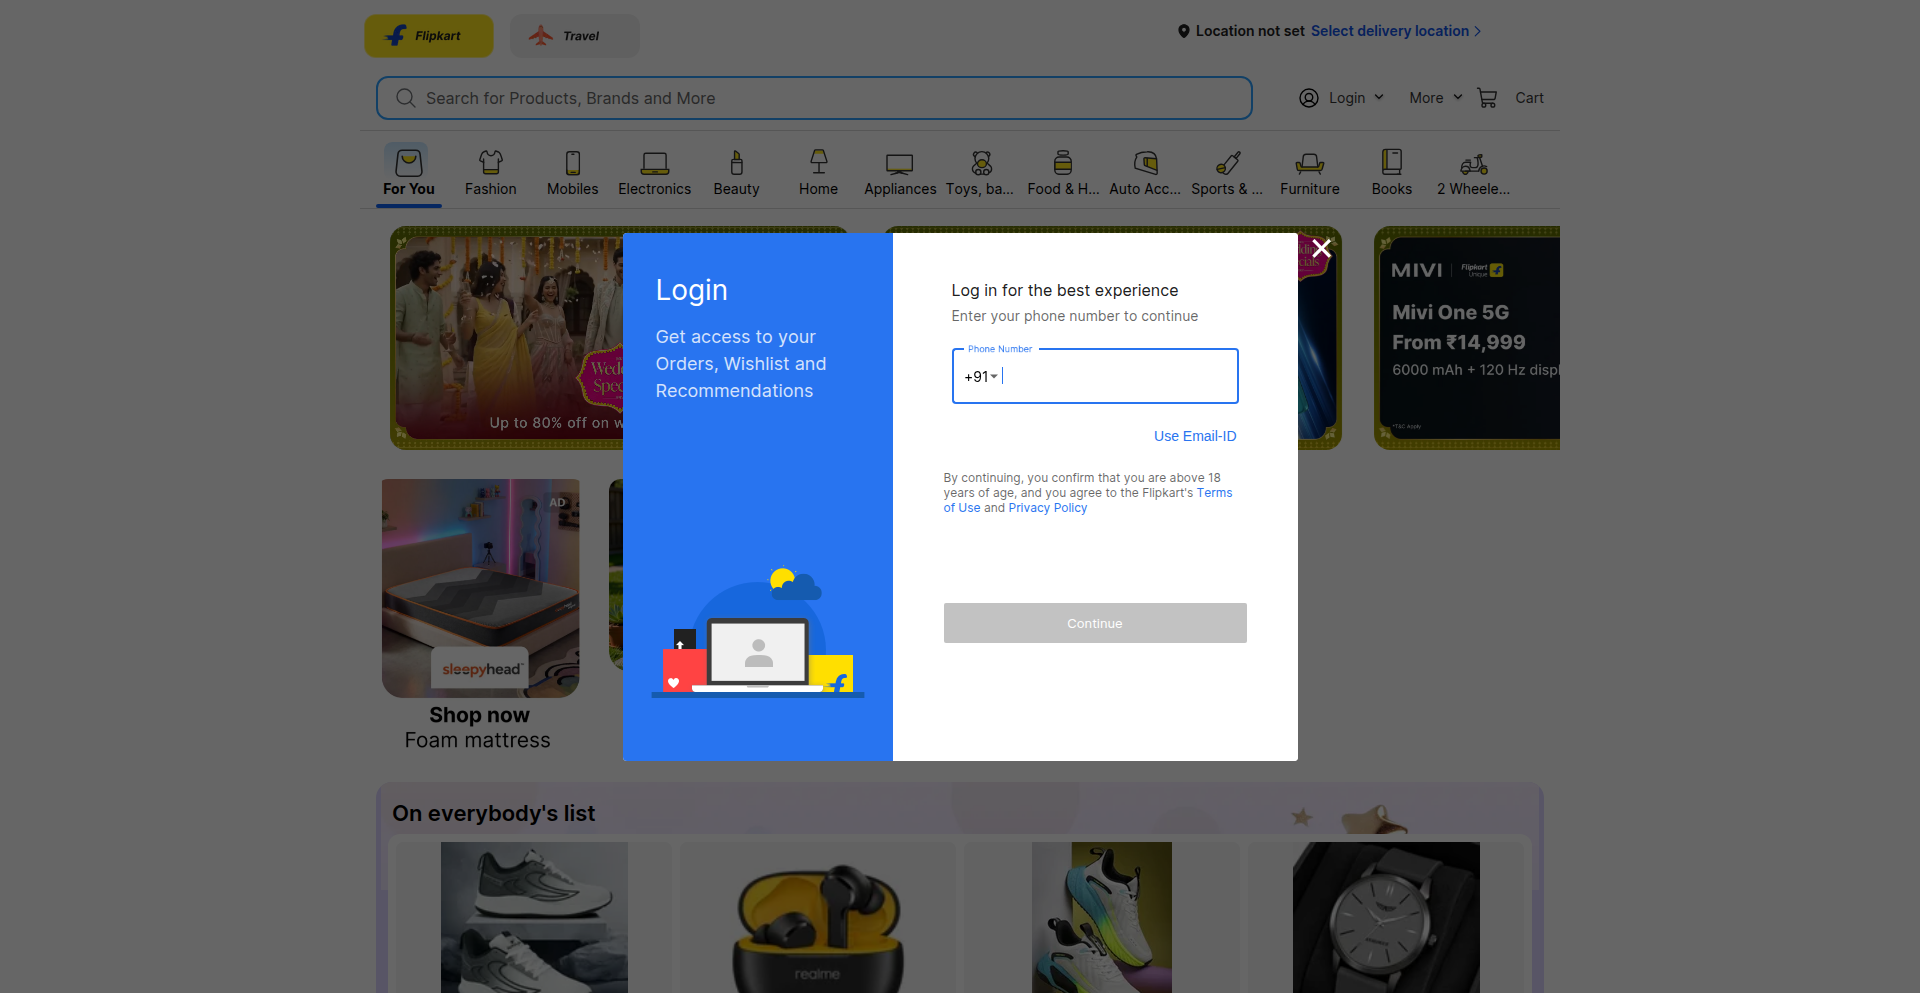 Flipkart
Travel
Location not set Select delivery location
Search for Products, Brands and More
Login
More
Cart
For You
Fashion
Mobiles
Electronics
Beauty
Home
Appliances
Toys, ba...
Food & H...
Auto Acc...
Sports & ...
Furniture
Books
2 Wheele...
Up to 80% off on w
MIVI
Flipkart
Unique
Mivi One 5G
From ₹14,999
6000 mAh + 120 Hz displ
*T&C Apply
Login
Get access to your
Orders, Wishlist and
Recommendations
Log in for the best experience
Enter your phone number to continue
Phone Number
+91
Use Email-ID
By continuing, you confirm that you are above 18
years of age, and you agree to the Flipkart's Terms
of Use and Privacy Policy
Continue
AD
sleepyhead
Shop now
Foam mattress
On everybody's list
realme